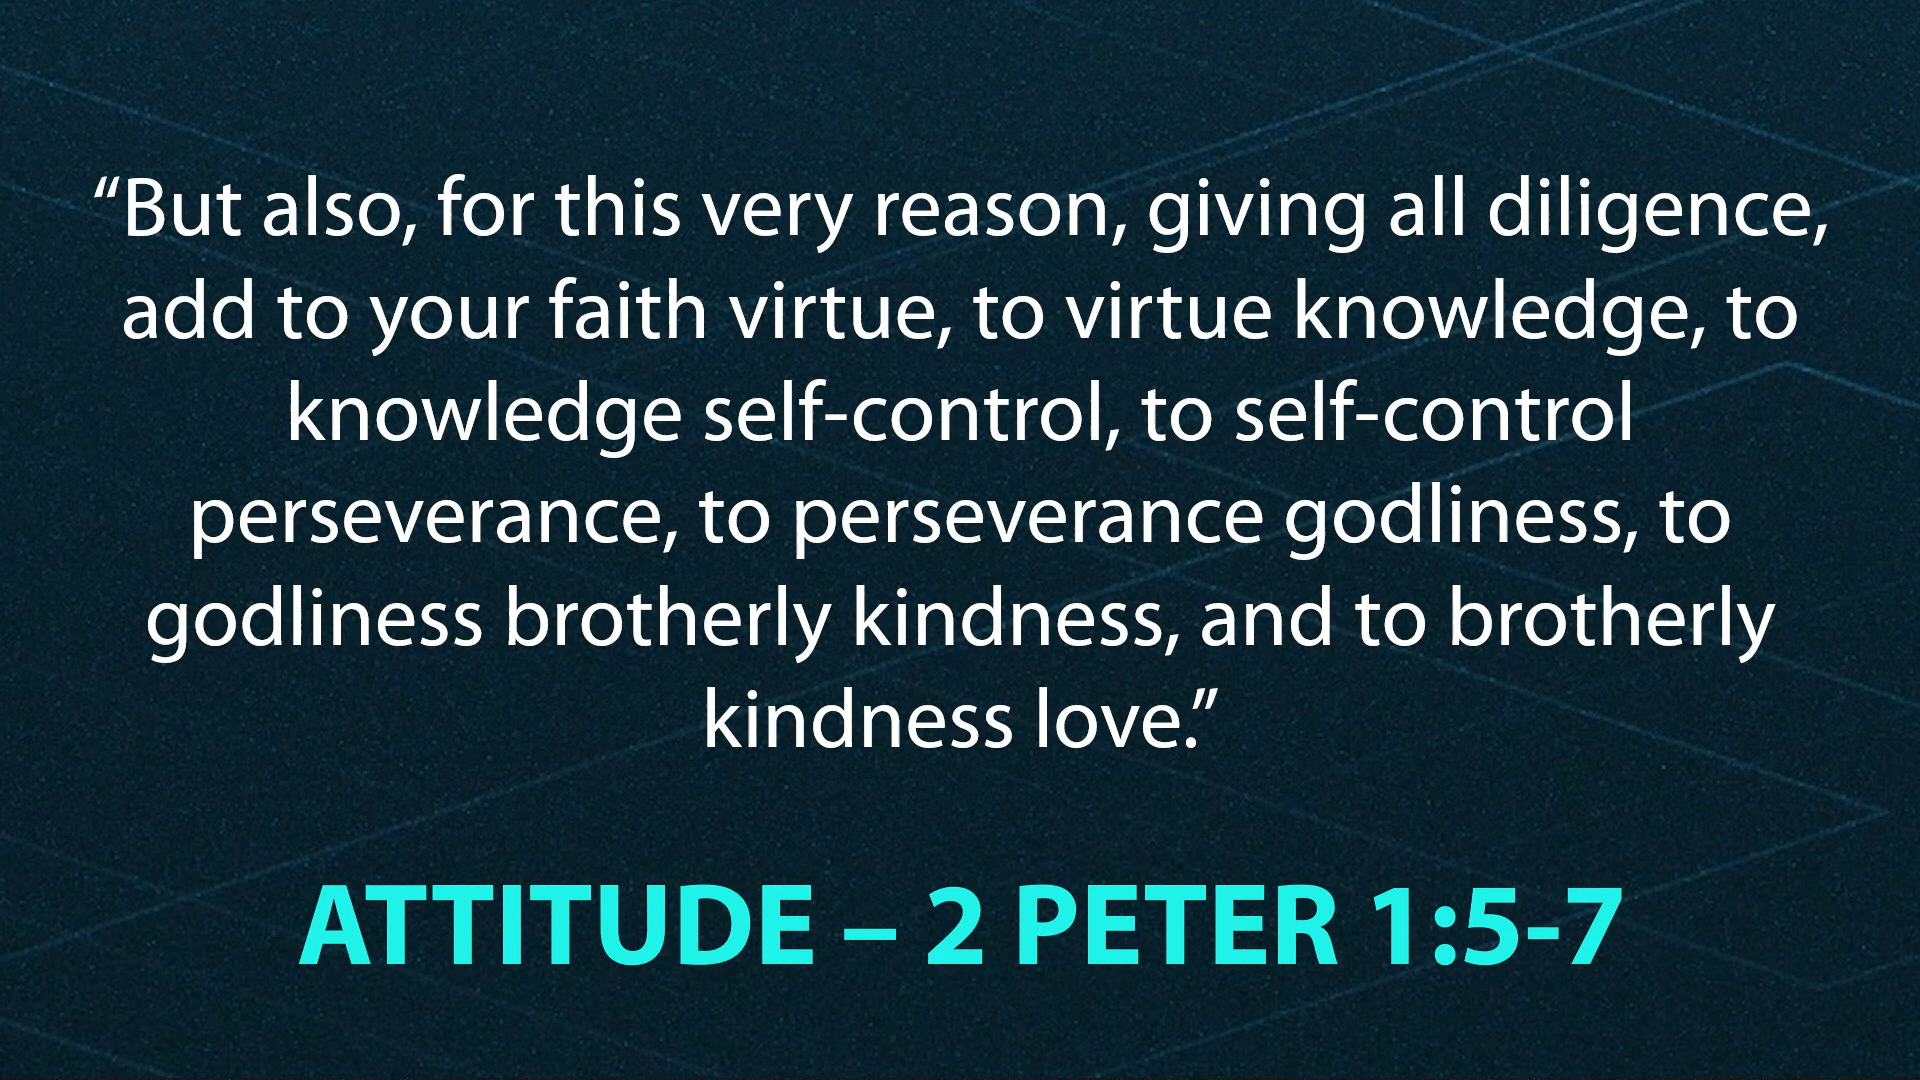 “But also, for this very reason, giving all diligence,
add to your faith virtue, to virtue knowledge, to
knowledge self-control, to self-control
perseverance, to perseverance godliness, to
godliness brotherly kindness, and to brotherly
kindness love.”
ATTITUDE – 2 PETER 1:5-7